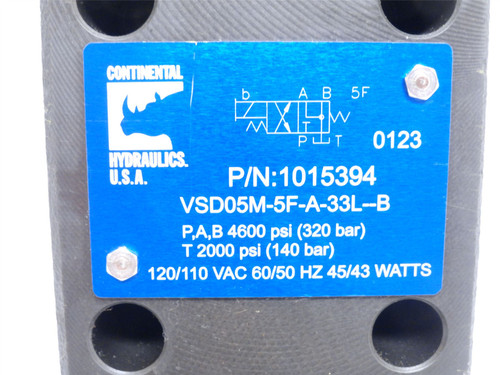 CONTINENTAL
HYDRAULICS.
U.S.A.
b A B 5F
T
P T
0123
P/N:1015394
VSD05M-5F-A-33L--B
P,A,B 4600 psi (320 bar)
T 2000 psi (140 bar)
120/110 VAC 60/50 HZ 45/43 WATTS